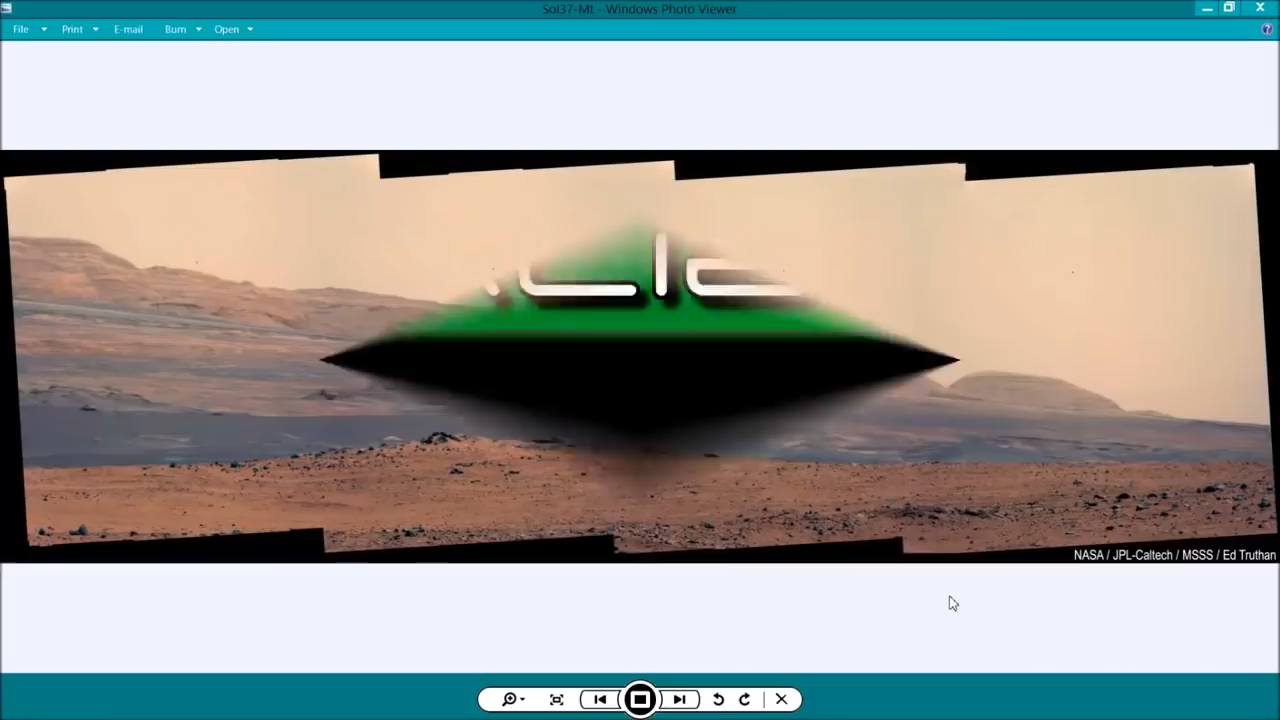 Sol37-Mt - Windows Photo Viewer
File Print E-mail Burn Open
NASA / JPL-Caltech / MSSS / Ed Truthan